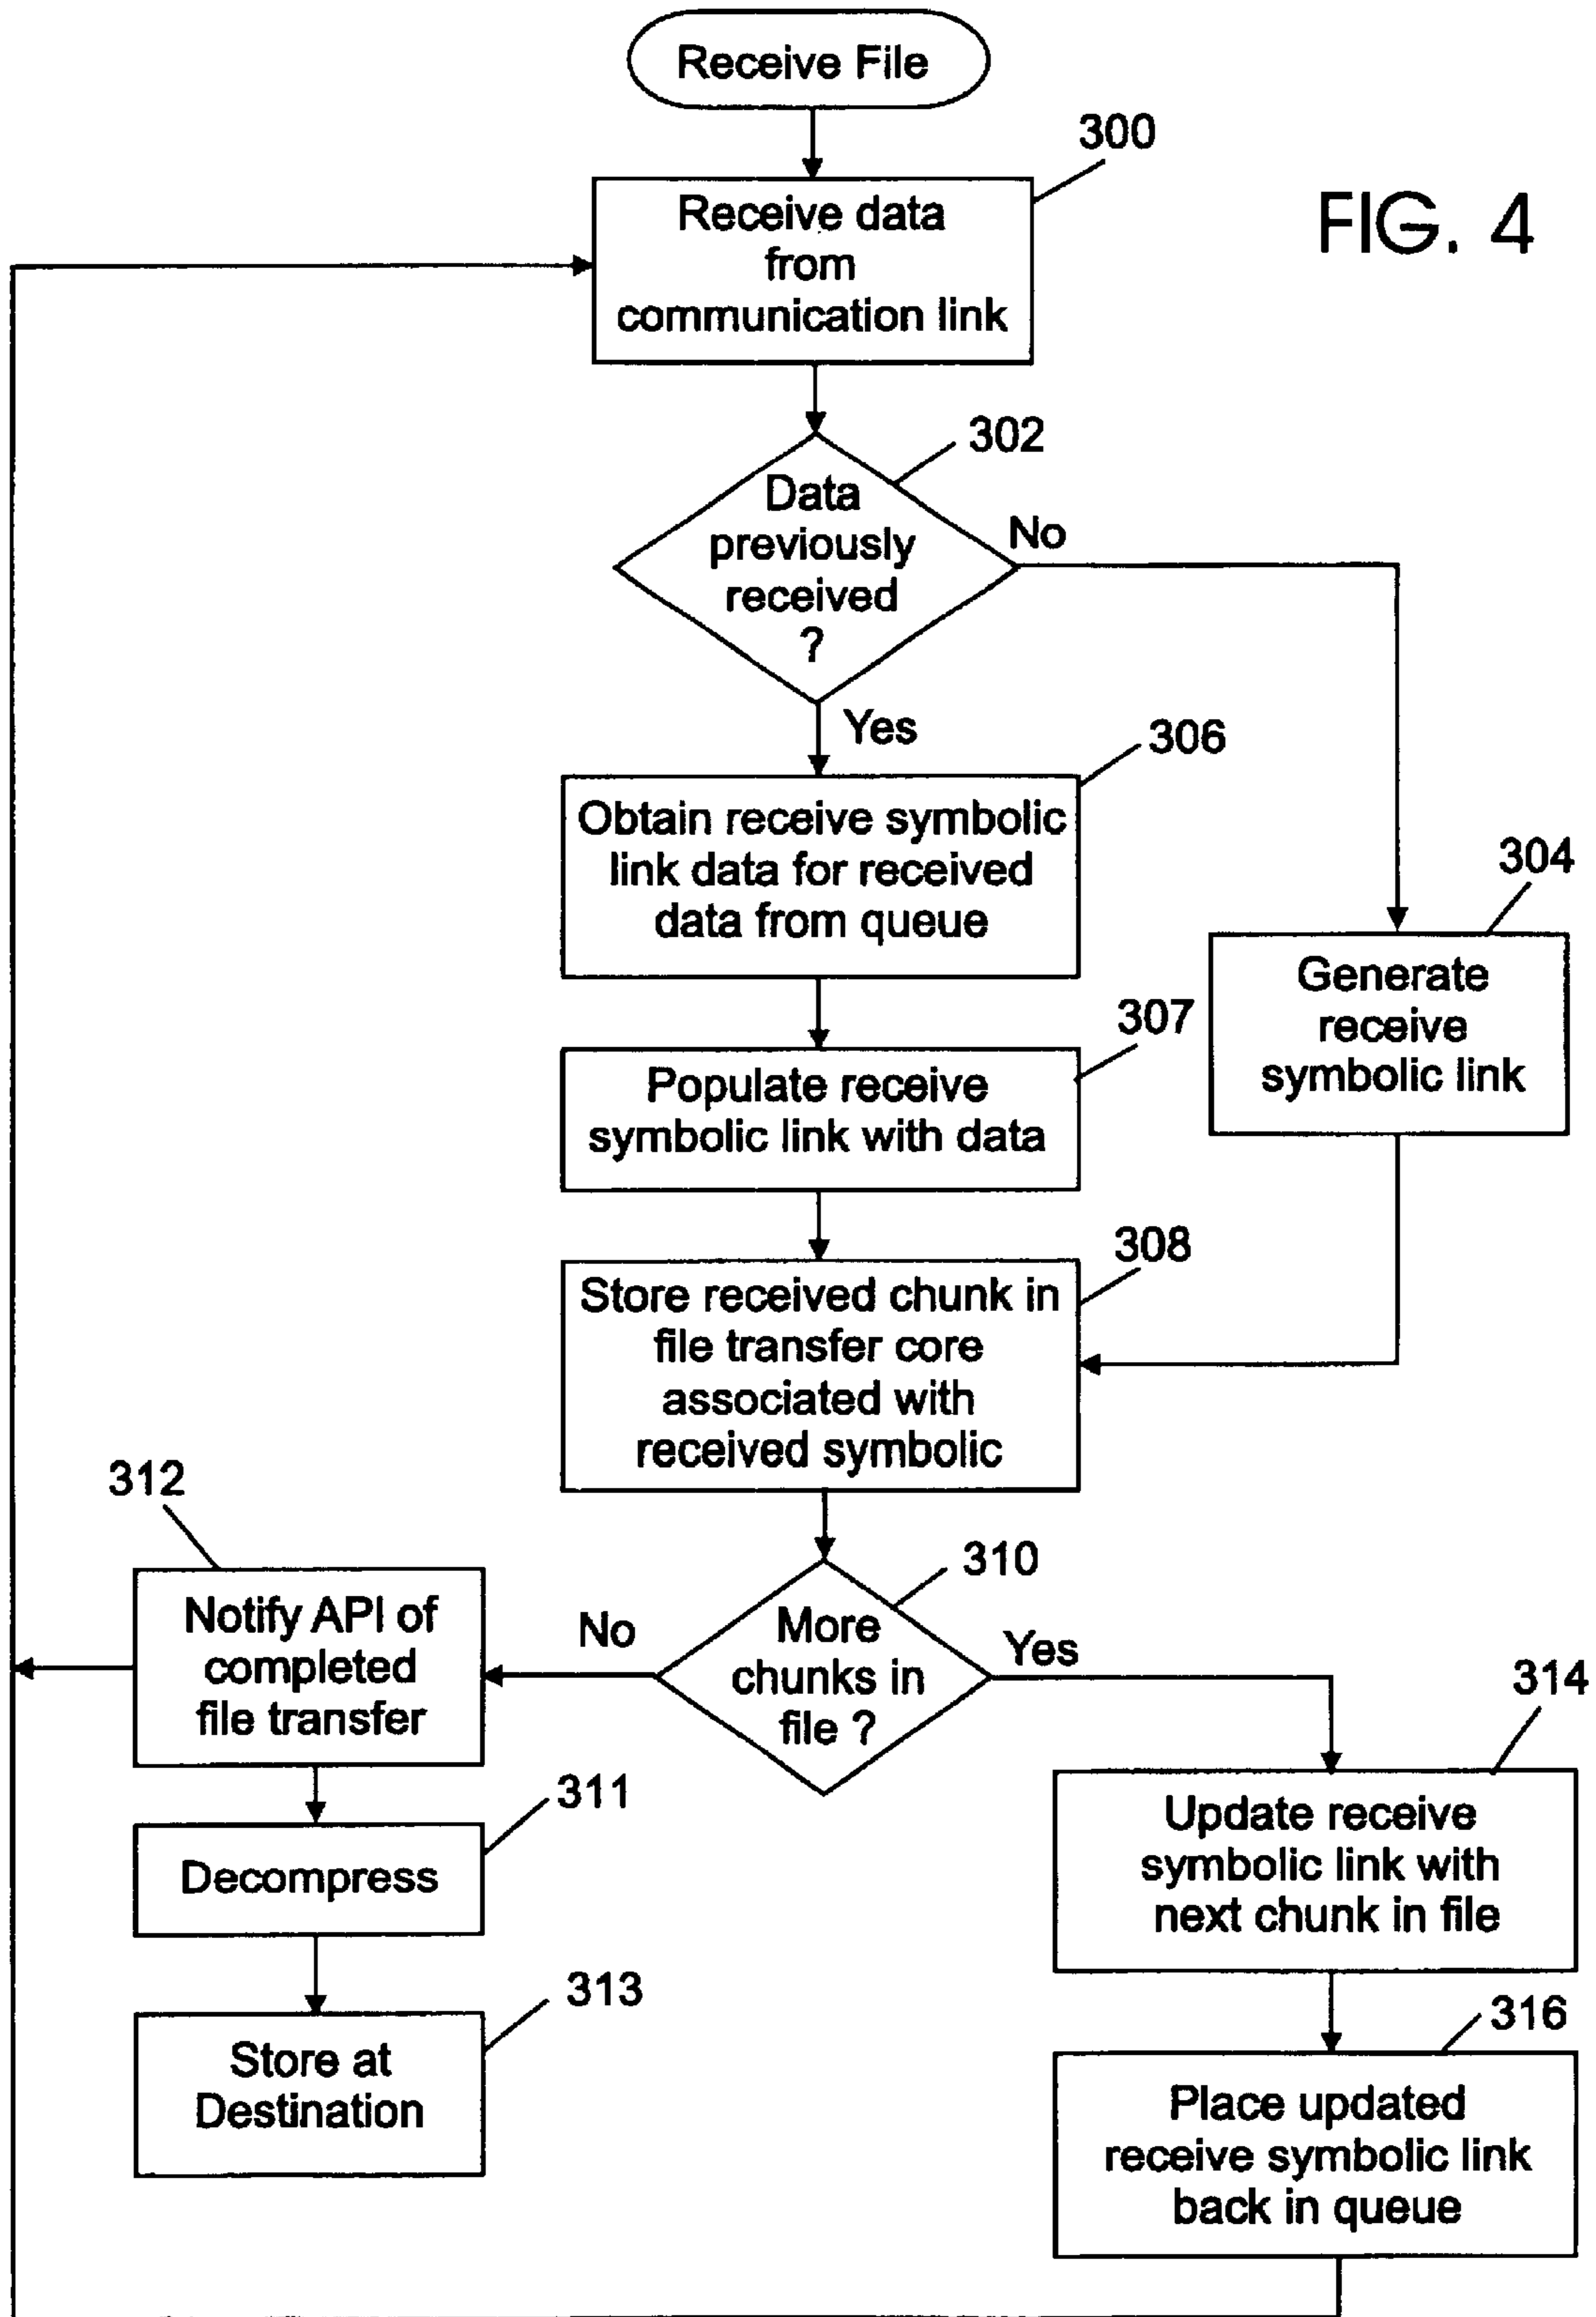 Receive File
300
FIG. 4
Receive data
from
communication link
302
Data
previously
received
?
No
Yes
306
Obtain receive symbolic
link data for received
data from queue
304
Generate
receive
symbolic link
307
Populate receive
symbolic link with data
308
Store received chunk in
file transfer core
associated with
received symbolic
312
Notify API of
completed
file transfer
No
310
More
chunks in
file ?
Yes
314
Update receive
symbolic link with
next chunk in file
311
Decompress
313
Store at
Destination
316
Place updated
receive symbolic link
back in queue